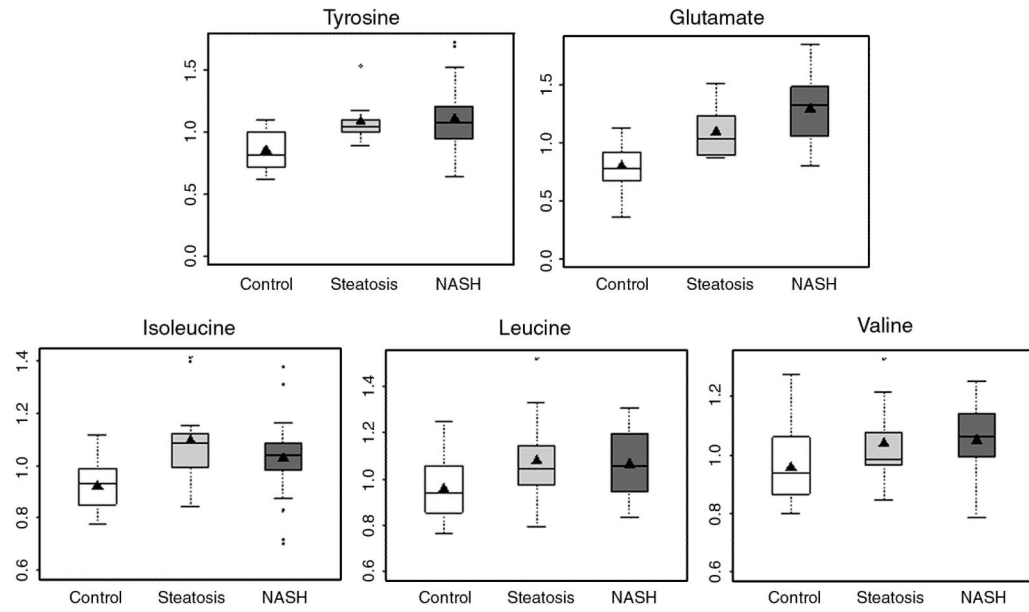 Tyrosine
0.0 0.5 1.0 1.5
Control Steatosis NASH
Glutamate
0.0 0.5 1.0 1.5
Control Steatosis NASH
Isoleucine
0.6 0.8 1.0 1.2 1.4
Control Steatosis NASH
Leucine
0.6 0.8 1.0 1.2 1.4
Control Steatosis NASH
Valine
0.6 0.8 1.0 1.2
Control Steatosis NASH